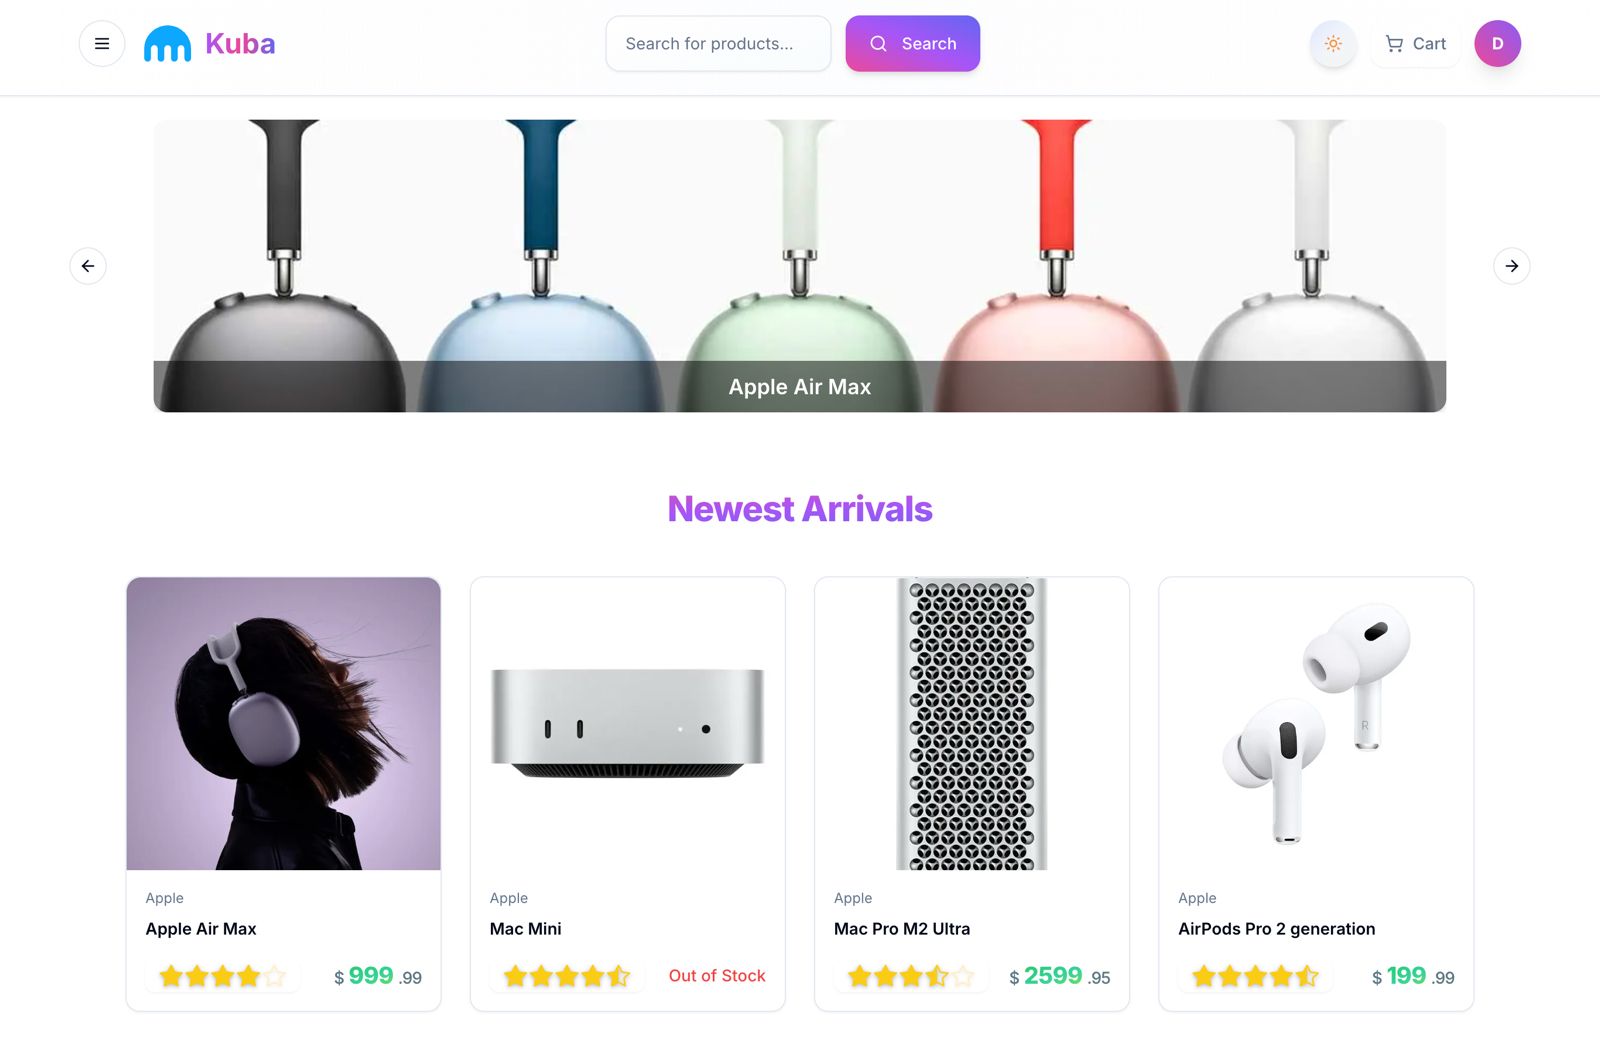 Kuba
Search for products...
Search
Cart
D
Apple Air Max
Newest Arrivals
Apple
Apple Air Max
$ 999 .99
Apple
Mac Mini
Out of Stock
Apple
Mac Pro M2 Ultra
$ 2599 .95
R
Apple
AirPods Pro 2 generation
$ 199 .99